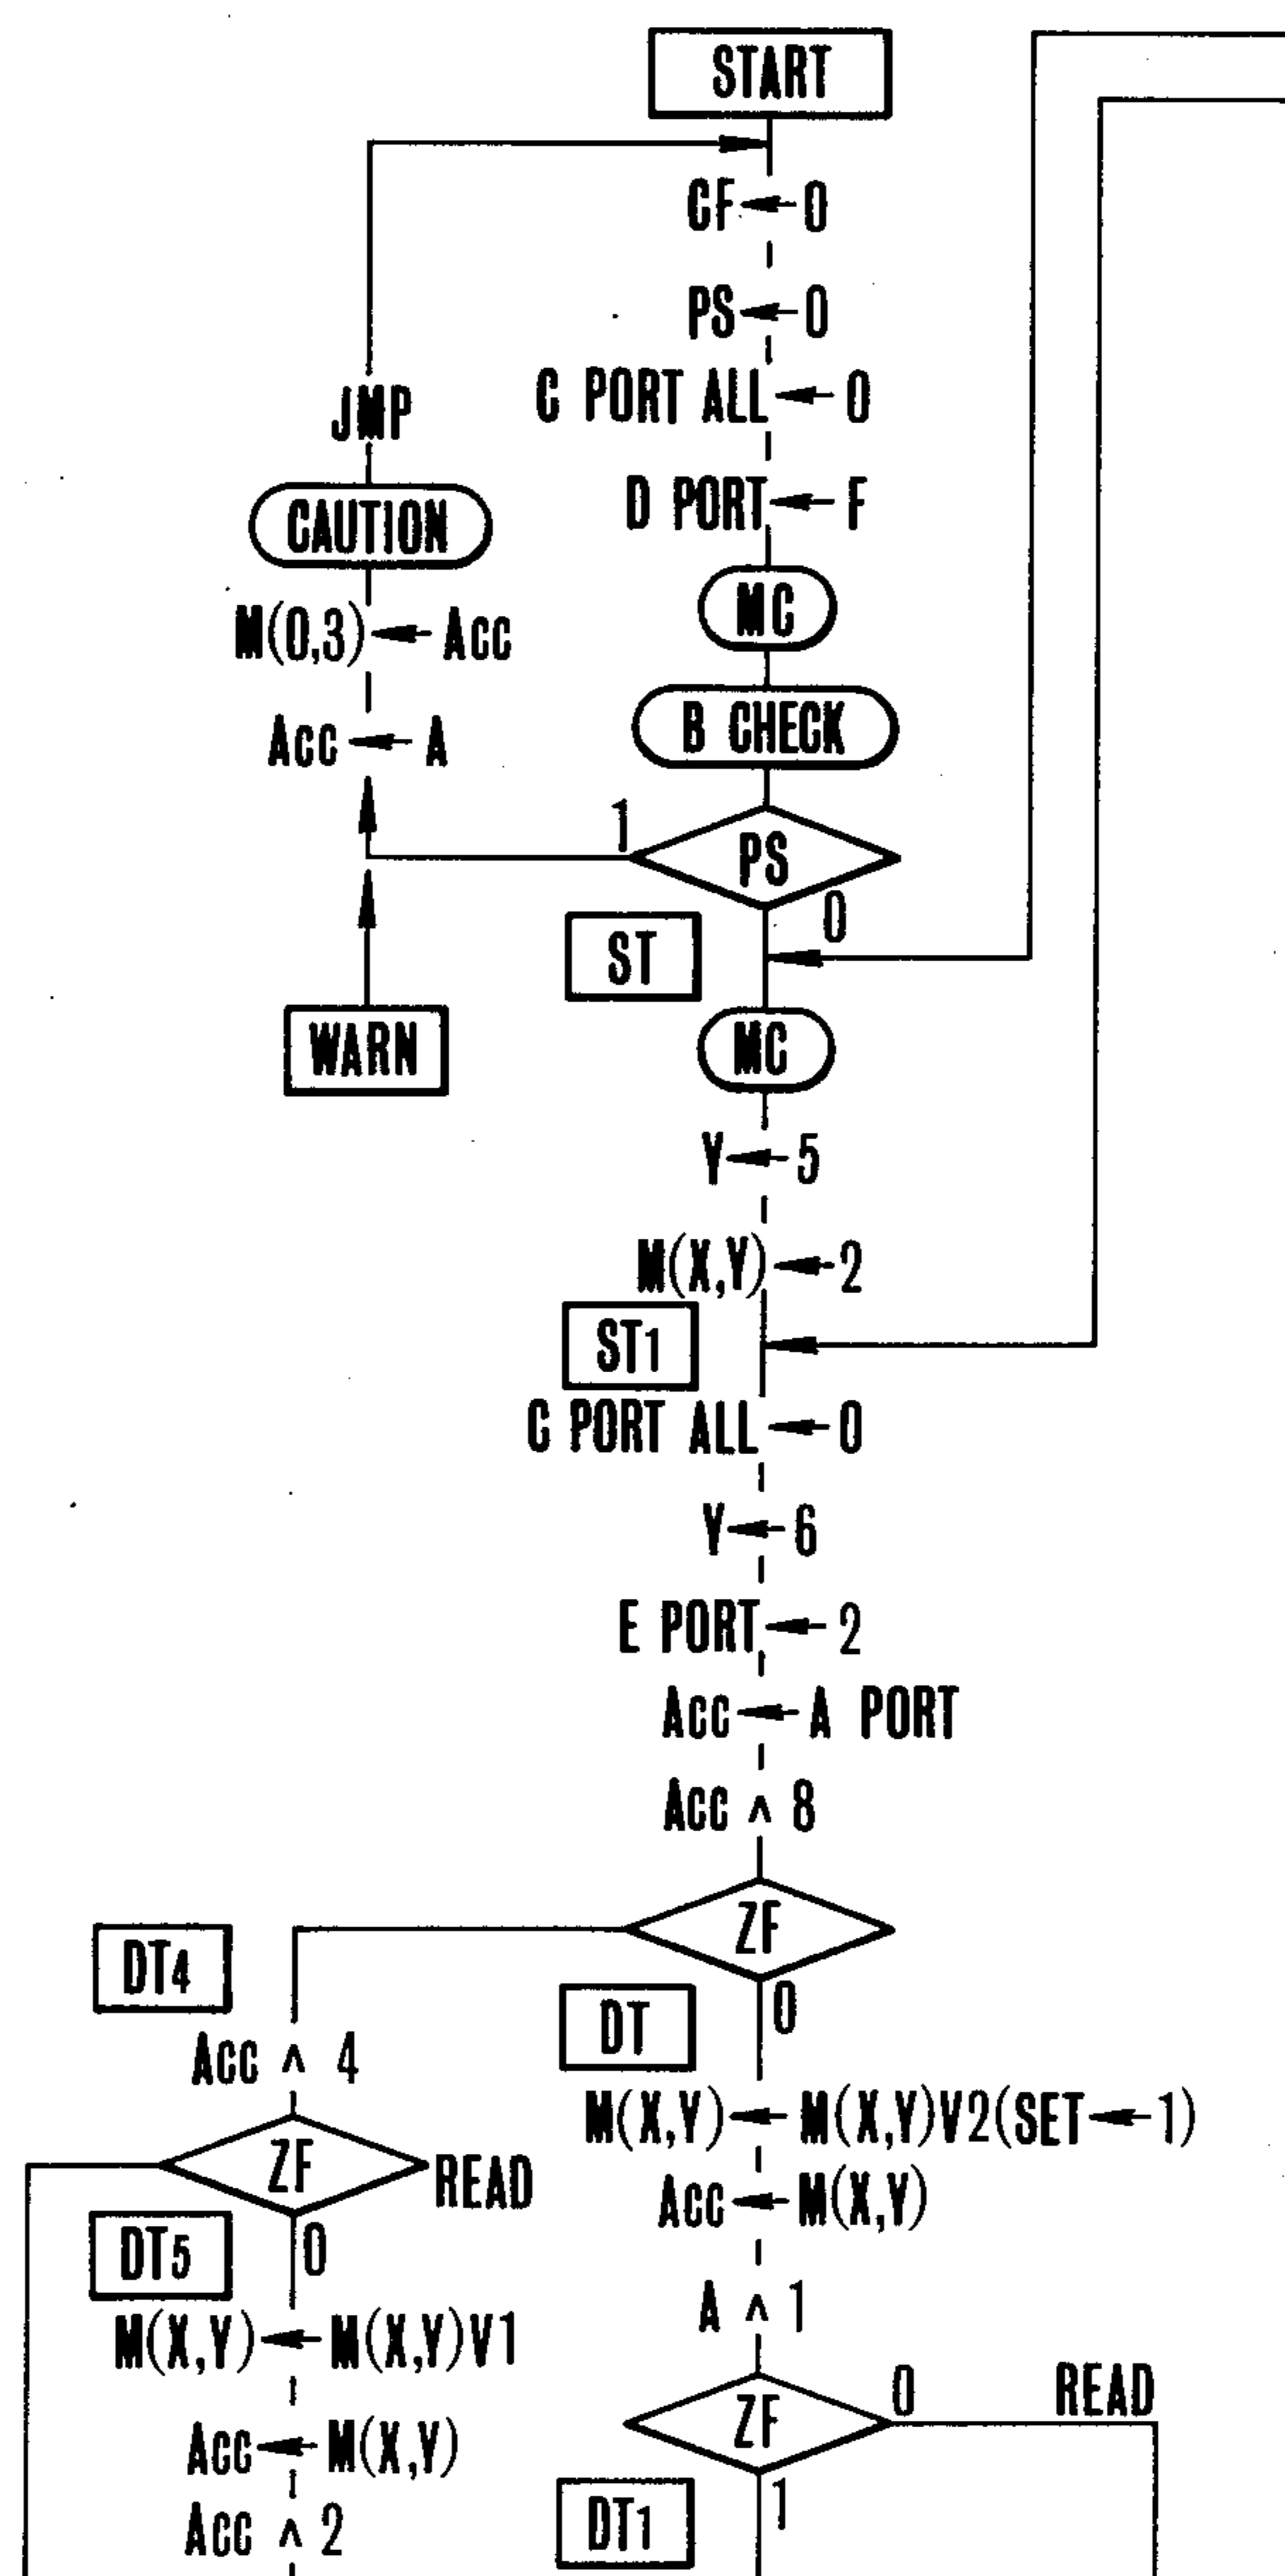 START
CF ← 0
PS ← 0
JMP
C PORT ALL ← 0
CAUTION
D PORT ← F
MC
M(0,3) ← Acc
B CHECK
Acc ← A
1
PS
0
ST
WARN
MC
Y ← 5
M(X,Y) ← 2
ST1
C PORT ALL ← 0
Y ← 6
E PORT ← 2
Acc ← A PORT
Acc ∧ 8
ZF
DT4
0
DT
Acc ∧ 4
M(X,Y) ← M(X,Y)V2(SET ← 1)
ZF
READ
Acc ← M(X,Y)
DT5
0
A ∧ 1
M(X,Y) ← M(X,Y)V1
ZF
0
READ
Acc ← M(X,Y)
1
DT1
Acc ∧ 2